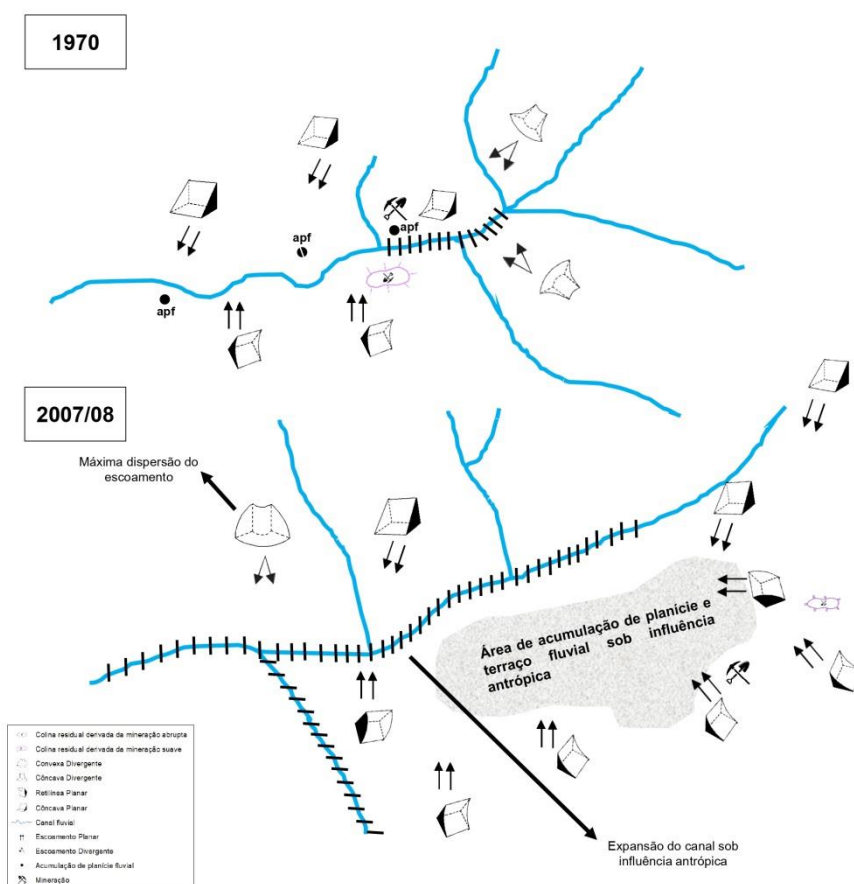 1970
apf
apf
apf
2007/08
Máxima dispersão do
escoamento
Área de acumulação de planície e
terraço fluvial sob influência
antrópica
Expansão do canal sob
influência antrópica
Colina residual derivada da mineração abrupta
Colina residual derivada da mineração suave
Convexa Divergente
Côncava Divergente
Retilínea Planar
Côncava Planar
Canal fluvial
Escoamento Planar
Escoamento Divergente
Acumulação de planície fluvial
Mineração